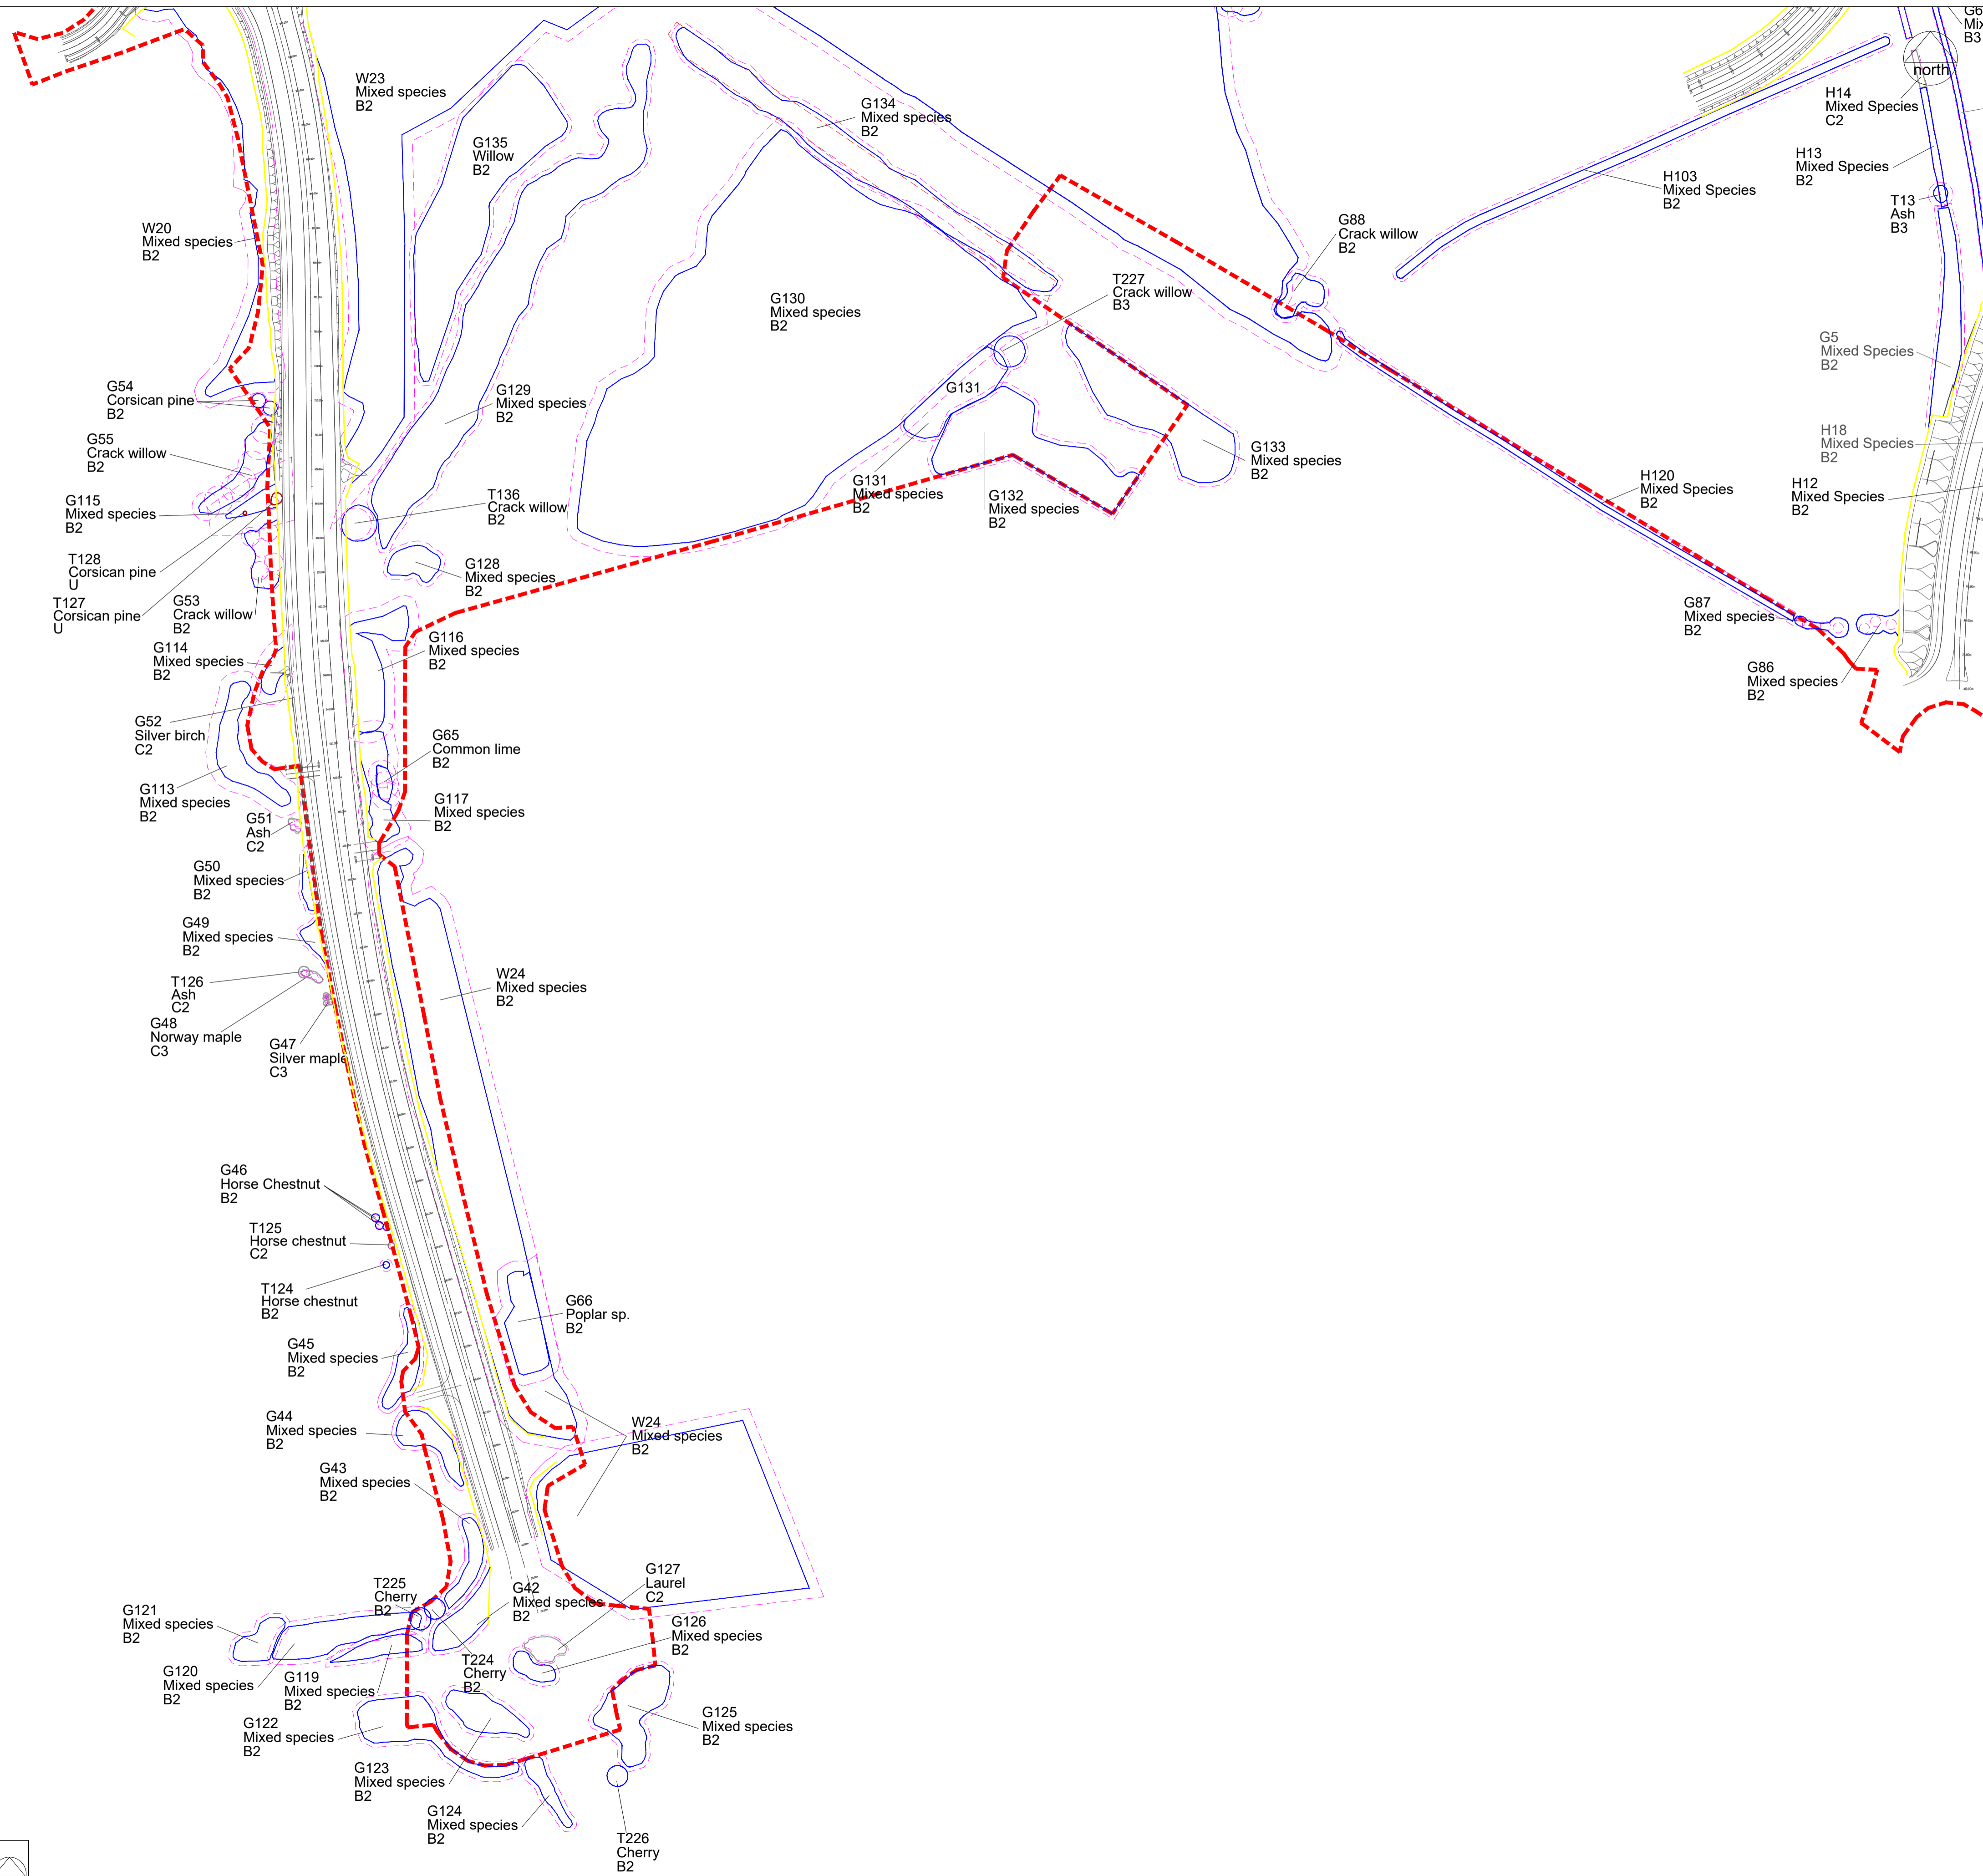 W23
Mixed species
B2
G135
Willow
B2
G134
Mixed species
B2
north
H14
Mixed Species
C2
H13
Mixed Species
B2
H103
Mixed Species
B2
T13
Ash
B3
W20
Mixed species
B2
G88
Crack willow
B2
T227
Crack willow
B3
G130
Mixed species
B2
G5
Mixed Species
B2
G54
Corsican pine
B2
G129
Mixed species
B2
G131
G55
Crack willow
B2
H18
Mixed Species
B2
G133
Mixed species
B2
G131
Mixed species
B2
G132
Mixed species
B2
H120
Mixed Species
B2
H12
Mixed Species
B2
G115
Mixed species
B2
T136
Crack willow
B2
T128
Corsican pine
U
G128
Mixed species
B2
T127
Corsican pine
U
G53
Crack willow
B2
G87
Mixed species
B2
G114
Mixed species
B2
G116
Mixed species
B2
G86
Mixed species
B2
G52
Silver birch
C2
G65
Common lime
B2
G113
Mixed species
B2
G117
Mixed species
B2
G51
Ash
C2
G50
Mixed species
B2
G49
Mixed species
B2
W24
Mixed species
B2
T126
Ash
C2
G48
Norway maple
C3
G47
Silver maple
C3
G46
Horse Chestnut
B2
T125
Horse chestnut
C2
T124
Horse chestnut
B2
G66
Poplar sp.
B2
G45
Mixed species
B2
G44
Mixed species
B2
W24
Mixed species
B2
G43
Mixed species
B2
T225
Cherry
B2
G42
Mixed species
B2
G127
Laurel
C2
G121
Mixed species
B2
G126
Mixed species
B2
G120
Mixed species
B2
G119
Mixed species
B2
T224
Cherry
B2
G122
Mixed species
B2
G125
Mixed species
B2
G123
Mixed species
B2
G124
Mixed species
B2
T226
Cherry
B2